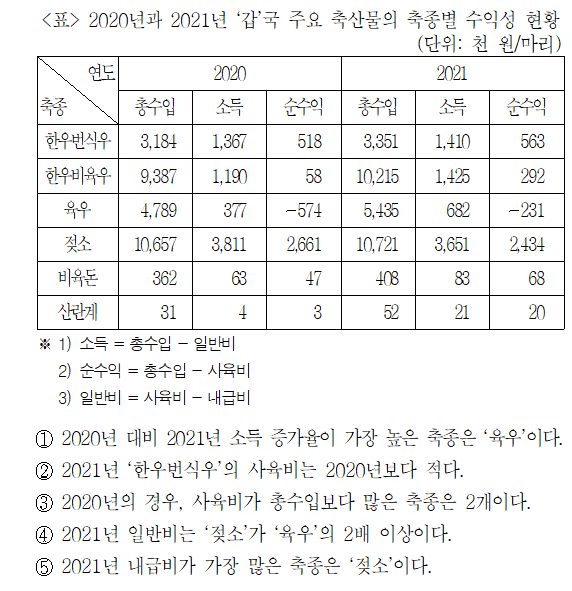 <표> 2020년과 2021년 ‘갑’국 주요 축산물의 축종별 수익성 현황
(단위: 천 원/마리)
연도 2020 2021
축종 총수입 소득 순수익 총수입 소득 순수익
한우번식우 3,184 1,367 518 3,351 1,410 563
한우비육우 9,387 1,190 58 10,215 1,425 292
육우 4,789 377 -574 5,435 682 -231
젖소 10,657 3,811 2,661 10,721 3,651 2,434
비육돈 362 63 47 408 83 68
산란계 31 4 3 52 21 20
※ 1) 소득 = 총수입 - 일반비
2) 순수익 = 총수입 - 사육비
3) 일반비 = 사육비 - 내급비
① 2020년 대비 2021년 소득 증가율이 가장 높은 축종은 ‘육우’이다.
② 2021년 ‘한우번식우’의 사육비는 2020년보다 적다.
③ 2020년의 경우, 사육비가 총수입보다 많은 축종은 2개이다.
④ 2021년 일반비는 ‘젖소’가 ‘육우’의 2배 이상이다.
⑤ 2021년 내급비가 가장 많은 축종은 ‘젖소’이다.